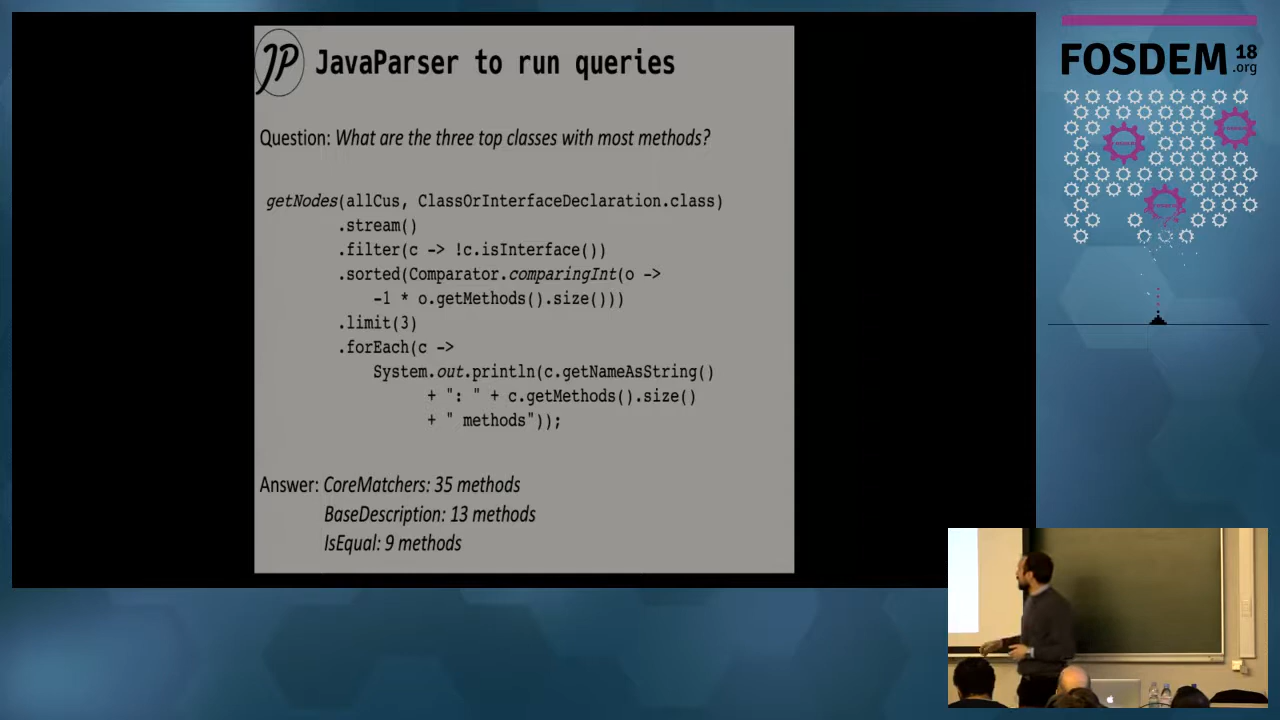 JP JavaParser to run queries
Question: What are the three top classes with most methods?
getNodes(allCus, ClassOrInterfaceDeclaration.class)
.stream()
.filter(c -> !c.isInterface())
.sorted(Comparator.comparingInt(o ->
-1 * o.getMethods().size()))
.limit(3)
.forEach(c ->
System.out.println(c.getNameAsString()
+ ": " + c.getMethods().size()
+ " methods"));
Answer: CoreMatchers: 35 methods
BaseDescription: 13 methods
IsEqual: 9 methods
FOSDEM 18
.org